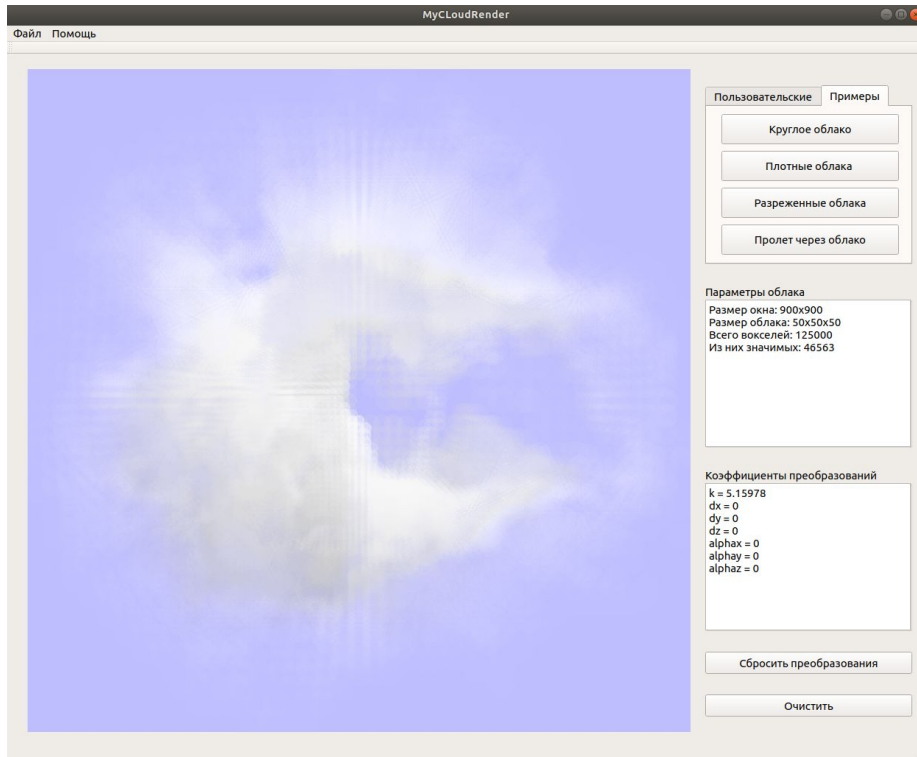 MyCLoudRender
Файл Помощь
Пользовательские Примеры
Круглое облако
Плотные облака
Разреженные облака
Пролет через облако
Параметры облака
Размер окна: 900x900
Размер облака: 50x50x50
Всего вокселей: 125000
Из них значимых: 46563
Коэффициенты преобразований
k = 5.15978
dx = 0
dy = 0
dz = 0
alphax = 0
alphay = 0
alphaz = 0
Сбросить преобразования
Очистить